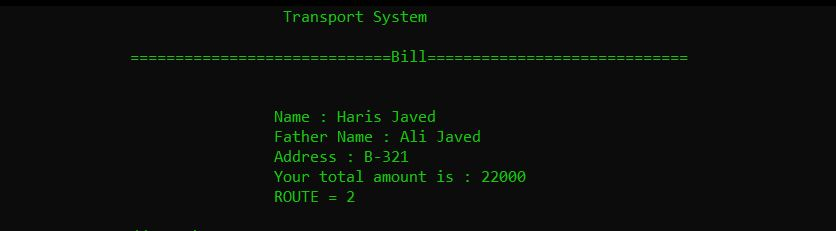 Transport System
=============================Bill=============================
Name : Haris Javed
Father Name : Ali Javed
Address : B-321
Your total amount is : 22000
ROUTE = 2